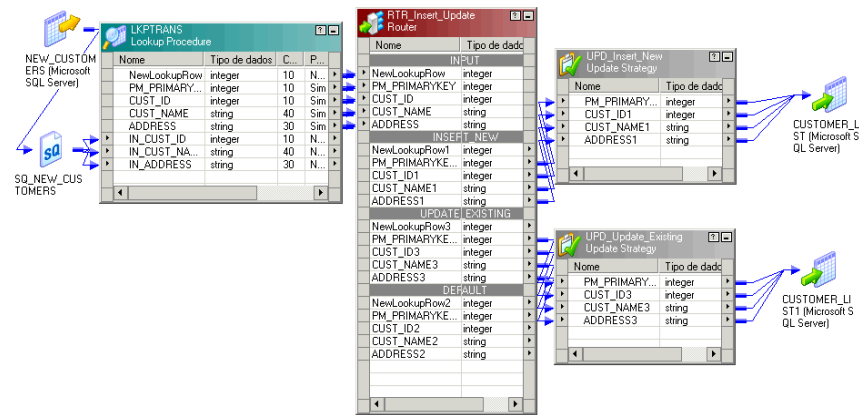 NEW_CUSTOM
ERS (Microsoft
SQL Server)
SQ_NEW_CUS
TOMERS
LKPTRANS
Lookup Procedure
Nome Tipo de dados C... P...
NewLookupRow integer 10 N...
PM_PRIMARY... integer 10 Sim
CUST_ID integer 10 Sim
CUST_NAME string 40 Sim
ADDRESS string 30 Sim
IN_CUST_ID integer 10 N...
IN_CUST_NA... string 40 N...
IN_ADDRESS string 30 N...
RTR_Insert_Update
Router
Nome Tipo de dadc
INPUT
NewLookupRow integer
PM_PRIMARYKEY integer
CUST_ID integer
CUST_NAME string
ADDRESS string
INSERT_NEW
NewLookupRow1 integer
PM_PRIMARYKE... integer
CUST_ID1 integer
CUST_NAME1 string
ADDRESS1 string
UPDATE_EXISTING
NewLookupRow3 integer
PM_PRIMARYKE... integer
CUST_ID3 integer
CUST_NAME3 string
ADDRESS3 string
DEFAULT
NewLookupRow2 integer
PM_PRIMARYKE... integer
CUST_ID2 integer
CUST_NAME2 string
ADDRESS2 string
UPD_Insert_New
Update Strategy
Nome Tipo de dadc
PM_PRIMARY... integer
CUST_ID1 integer
CUST_NAME1 string
ADDRESS1 string
CUSTOMER_L
IST (Microsoft S
QL Server)
UPD_Update_Existing
Update Strategy
Nome Tipo de dadc
PM_PRIMARY... integer
CUST_ID3 integer
CUST_NAME3 string
ADDRESS3 string
CUSTOMER_LI
ST1 (Microsoft S
QL Server)